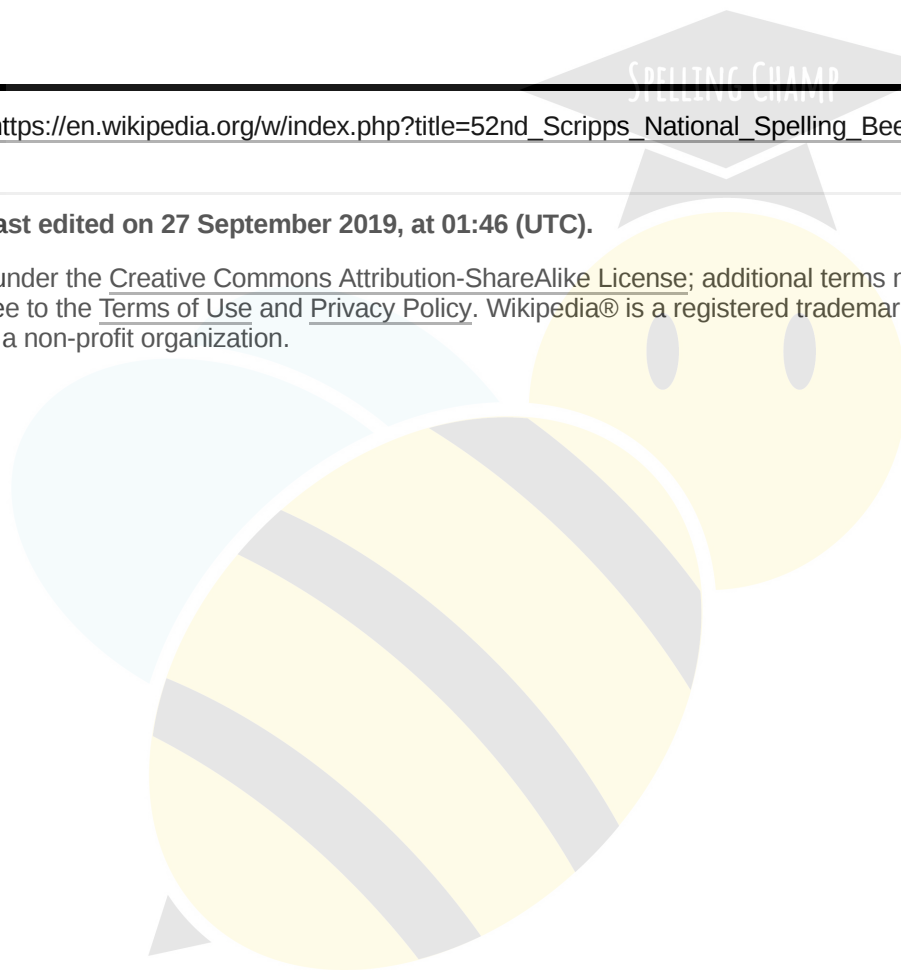 SPELLING CHAMP
https://en.wikipedia.org/w/index.php?title=52nd_Scripps_National_Spelling_Bee
ast edited on 27 September 2019, at 01:46 (UTC).
under the Creative Commons Attribution-ShareAlike License; additional terms
ee to the Terms of Use and Privacy Policy. Wikipedia® is a registered trademar
a non-profit organization.